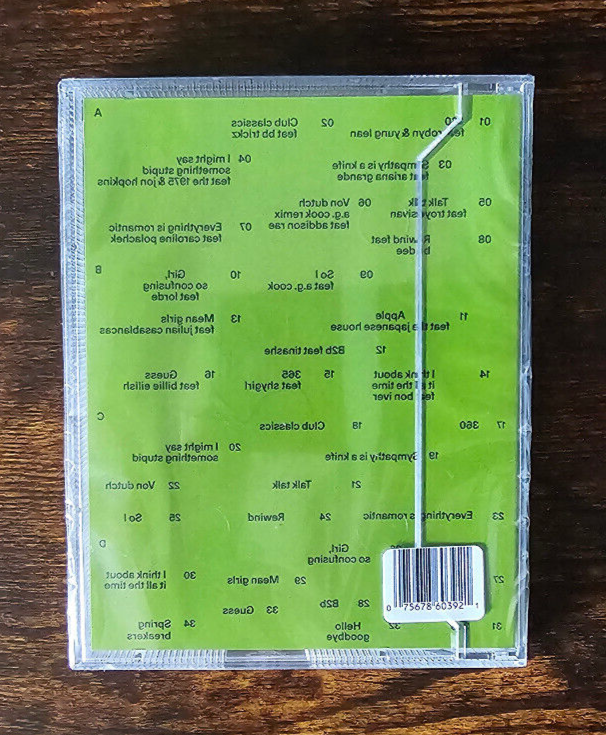 A
01
feat robyn & yung lean
02 Club classics
feat bb trickz
03 Sympathy is a knife
feat ariana grande
04 I might say
something stupid
feat the 1975 & jon hopkins
05 Talk talk
feat troye sivan
06 Von dutch
a.g. cook remix
feat addison rae
07 Everything is romantic
feat caroline polachek
08 Rewind feat
bladee
B
09 So I
feat a.g. cook
10 Girl,
so confusing
feat lorde
11 Apple
feat the japanese house
12 B2b feat tinashe
13 Mean girls
feat julian casablancas
14 I think about
it all the time
feat bon iver
15 365
feat shygirl
16 Guess
feat billie eilish
C
17 360
18 Club classics
19 Sympathy is a knife
20 I might say
something stupid
21 Talk talk
22 Von dutch
23 Everything is romantic
24 Rewind
25 So I
D
Girl,
so confusing
27
28 B2b
29 Mean girls
30 I think about
it all the time
31
32 Hello
goodbye
33 Guess
34 Spring
breakers
0 75678 60392 1